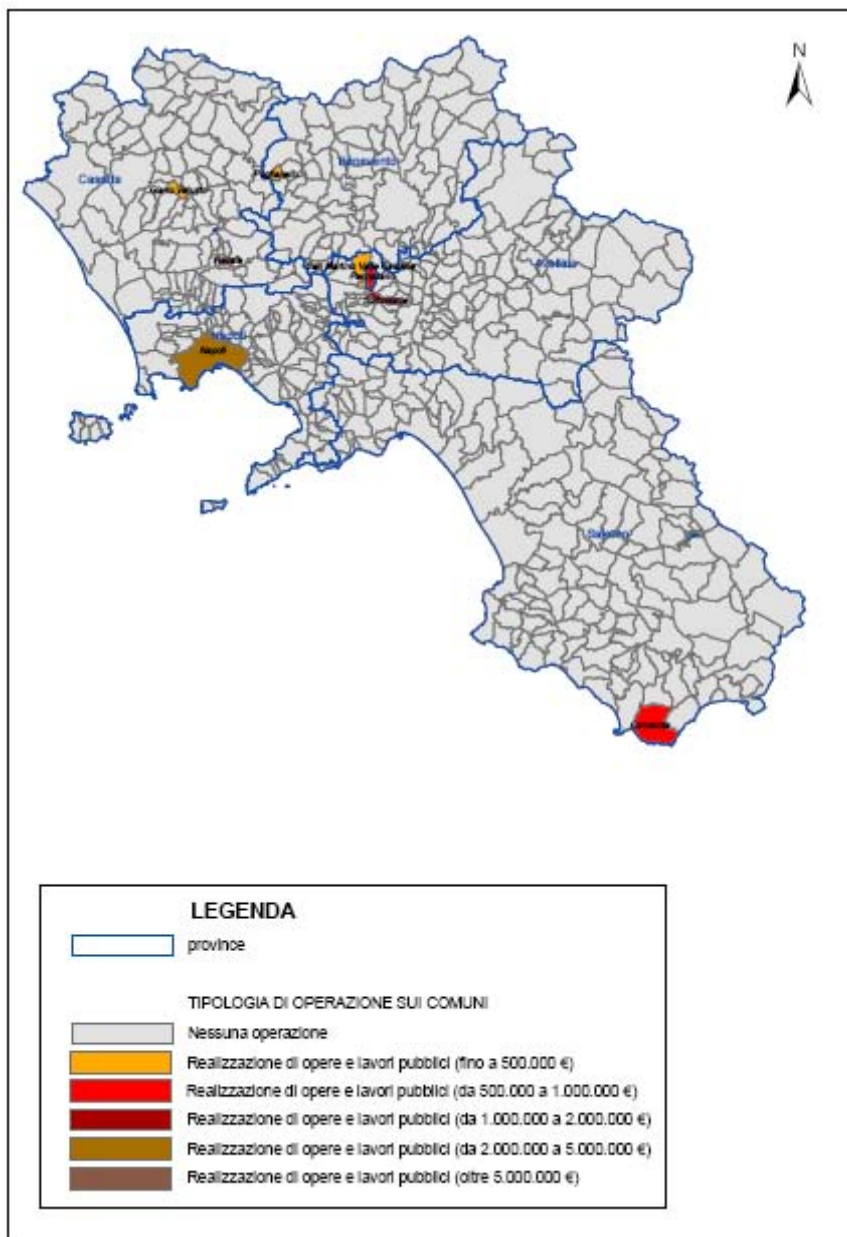 N
Benevento
Caserta
Avellino
Napoli
Napoli
Salerno
LEGENDA
province
TIPOLOGIA DI OPERAZIONE SUI COMUNI
Nessuna operazione
Realizzazione di opere e lavori pubblici (fino a 500.000 €)
Realizzazione di opere e lavori pubblici (da 500.000 a 1.000.000 €)
Realizzazione di opere e lavori pubblici (da 1.000.000 a 2.000.000 €)
Realizzazione di opere e lavori pubblici (da 2.000.000 a 5.000.000 €)
Realizzazione di opere e lavori pubblici (oltre 5.000.000 €)